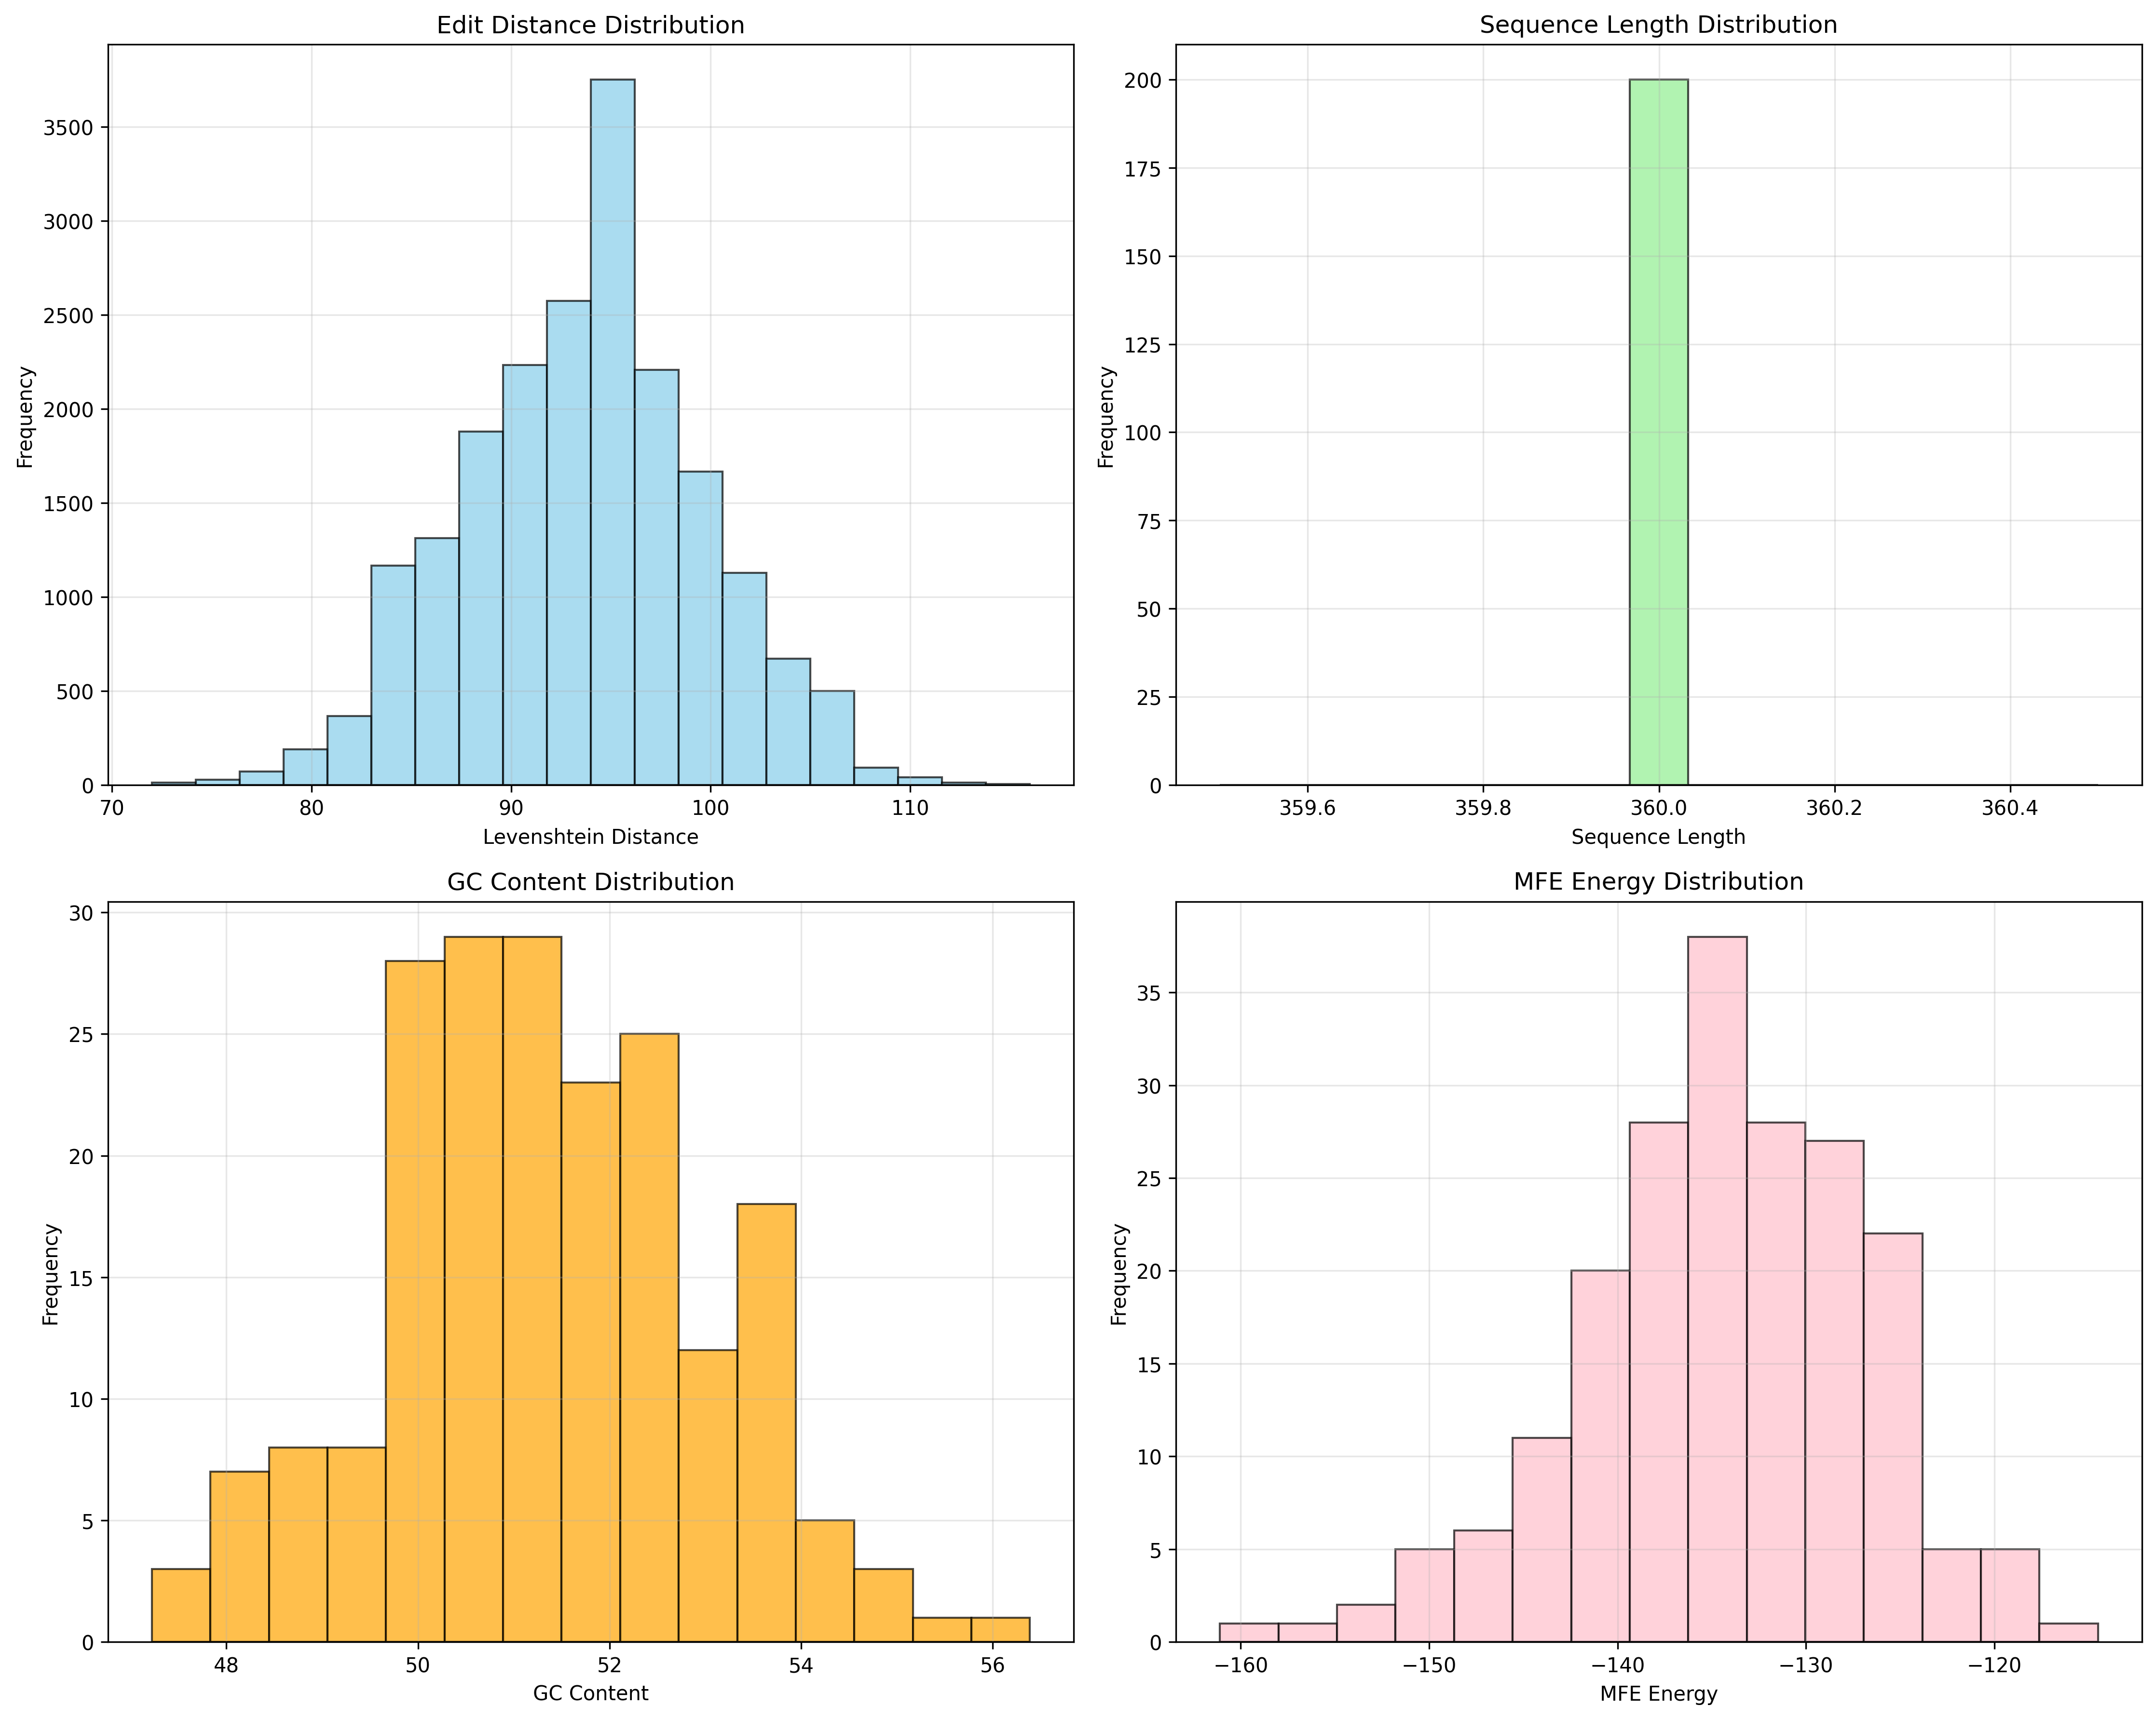 Edit Distance Distribution
3500
3000
2500
2000
1500
1000
500
0
Frequency
70 80 90 100 110
Levenshtein Distance
Sequence Length Distribution
200
175
150
125
100
75
50
25
0
Frequency
359.6 359.8 360.0 360.2 360.4
Sequence Length
GC Content Distribution
30
25
20
15
10
5
0
Frequency
48 50 52 54 56
GC Content
MFE Energy Distribution
35
30
25
20
15
10
5
0
Frequency
−160 −150 −140 −130 −120
MFE Energy